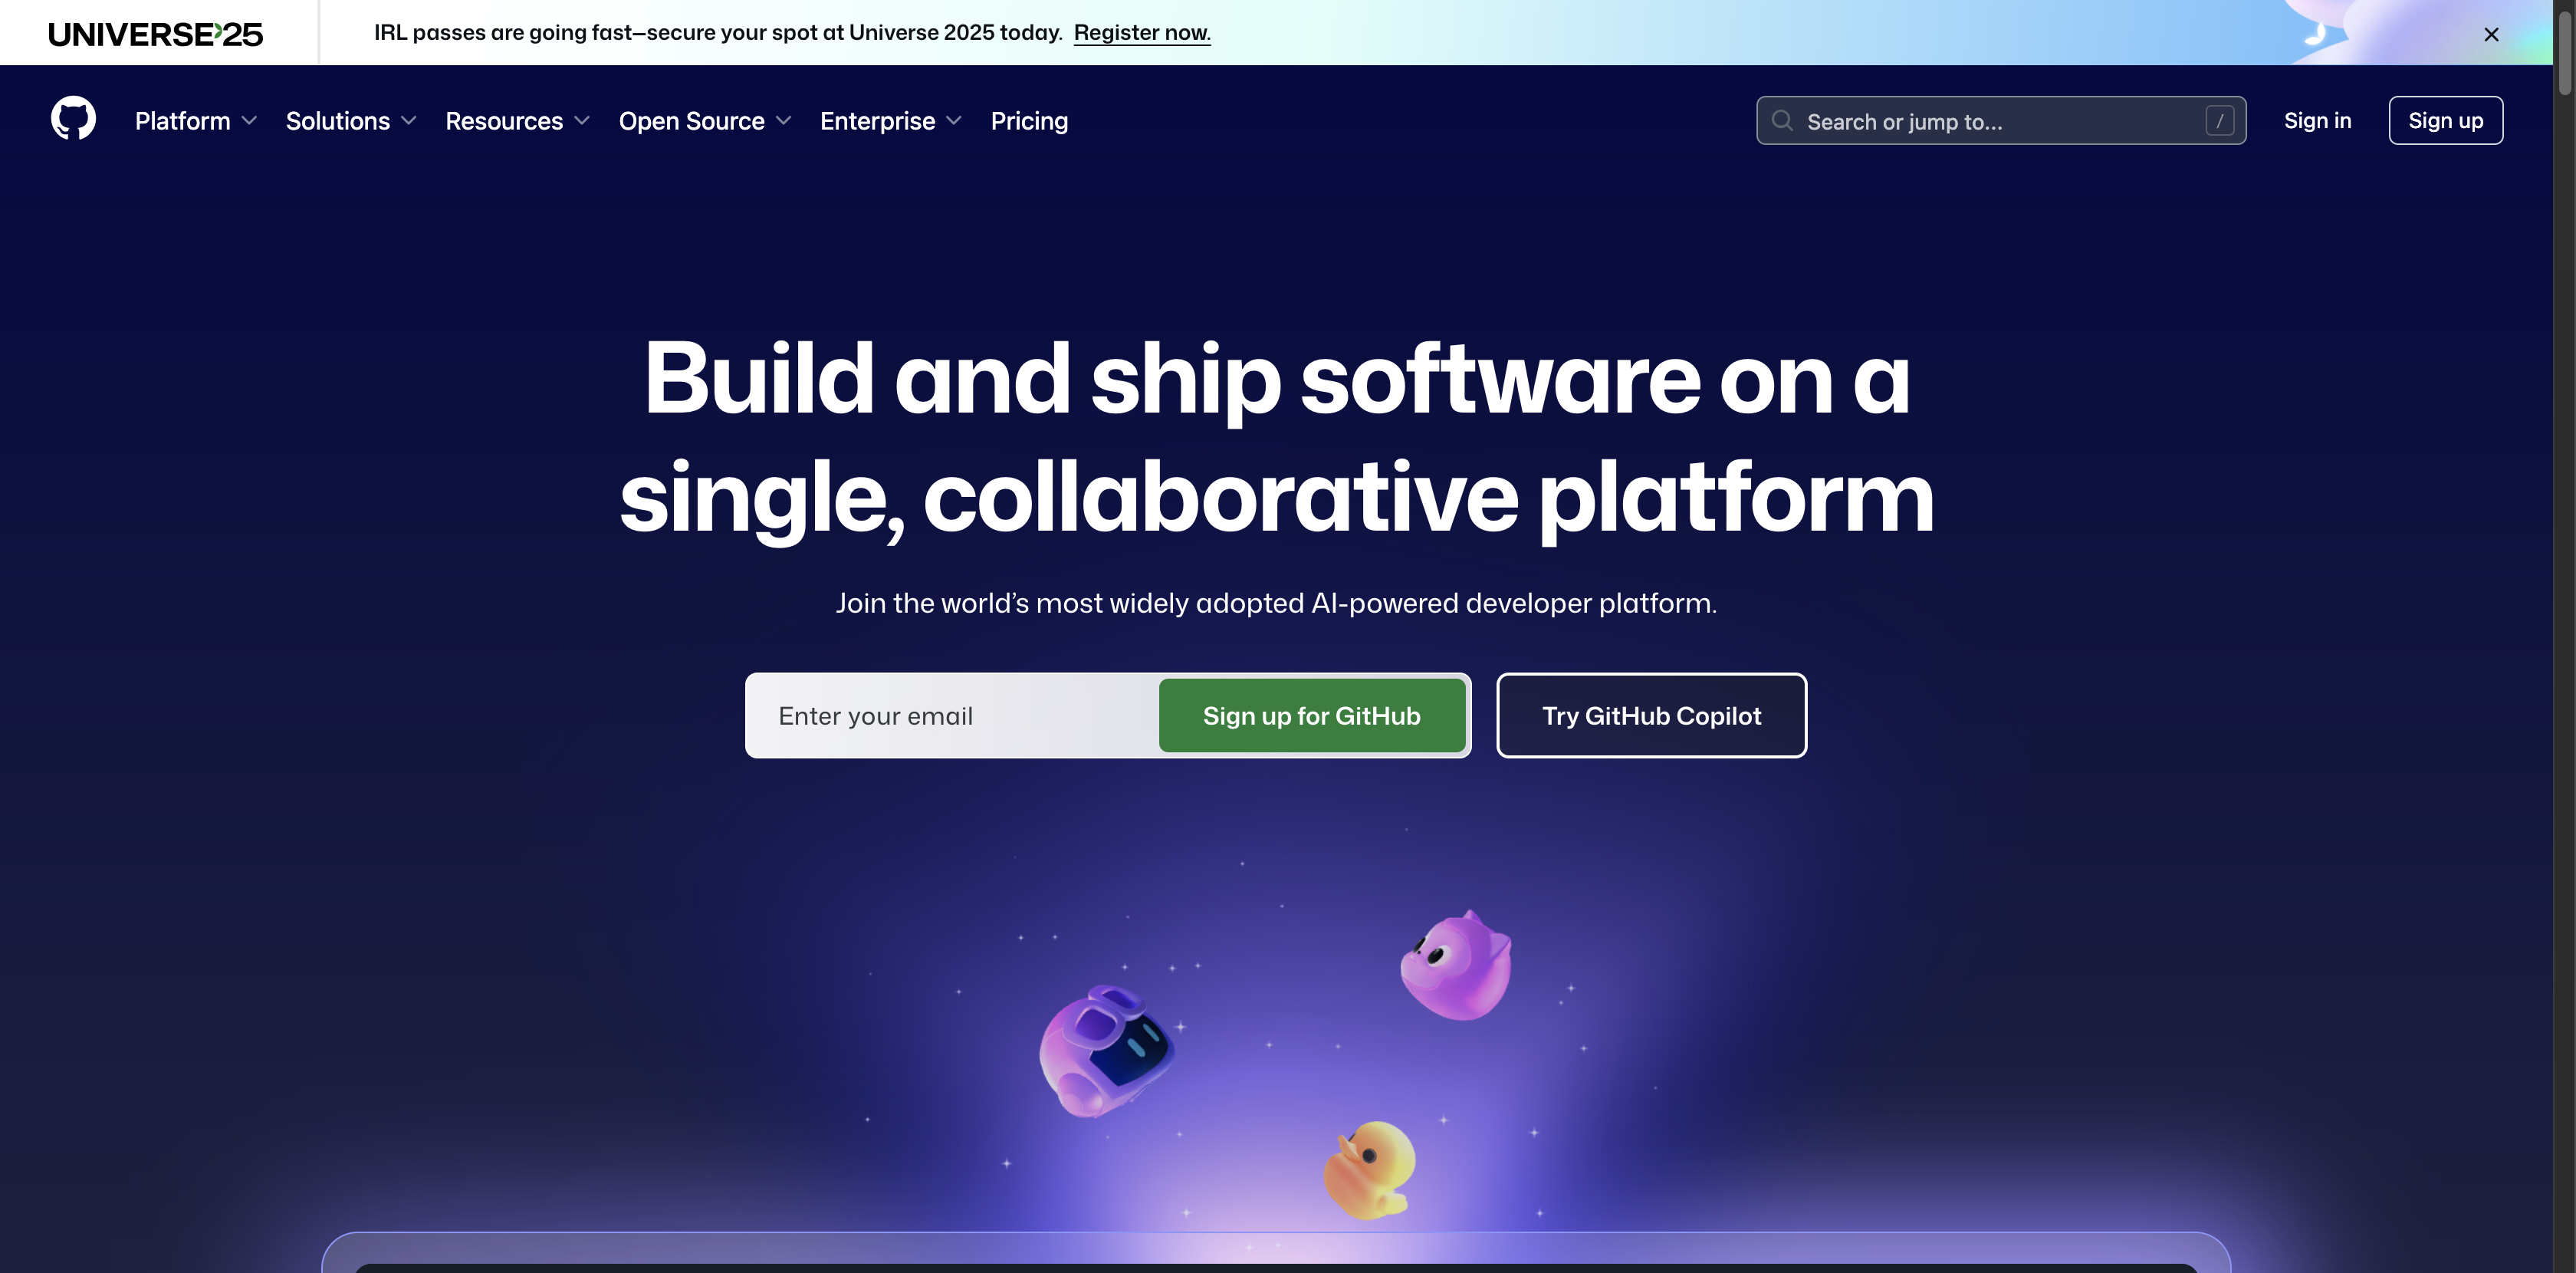 UNIVERSE'25
IRL passes are going fast—secure your spot at Universe 2025 today. Register now.
Platform Solutions Resources Open Source Enterprise Pricing
Search or jump to... /
Sign in
Sign up
Build and ship software on a
single, collaborative platform
Join the world’s most widely adopted AI-powered developer platform.
Enter your email
Sign up for GitHub
Try GitHub Copilot